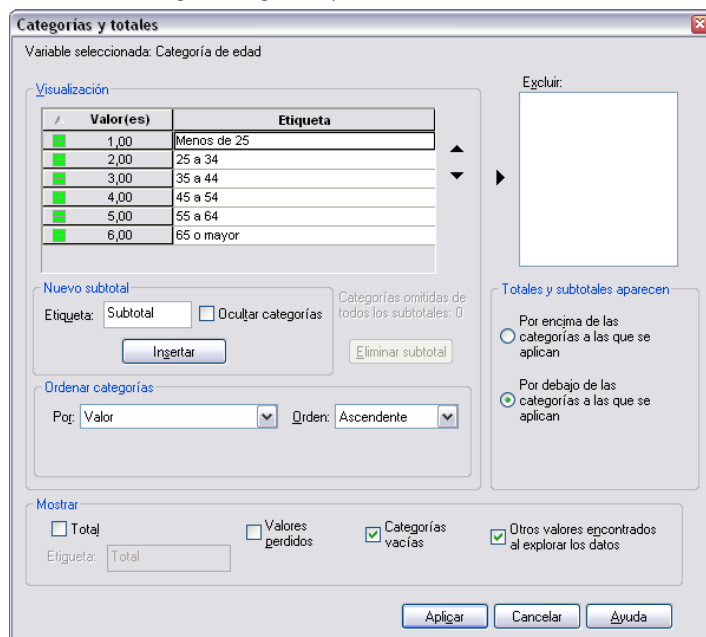 Categorías y totales
Variable seleccionada: Categoría de edad
Visualización
Valor(es) Etiqueta
1,00 Menos de 25
2,00 25 a 34
3,00 35 a 44
4,00 45 a 54
5,00 55 a 64
6,00 65 o mayor
Excluir:
Nuevo subtotal
Etiqueta: Subtotal Ocultar categorías
Insertar
Categorías omitidas de
todos los subtotales: 0
Eliminar subtotal
Ordenar categorías
Por: Valor Orden: Ascendente
Totales y subtotales aparecen
Por encima de las
categorías a las que se
aplican
Por debajo de las
categorías a las que se
aplican
Mostrar
Total
Etiqueta: Total
Valores
perdidos
Categorías
vacías
Otros valores encontrados
al explorar los datos
Aplicar Cancelar Ayuda